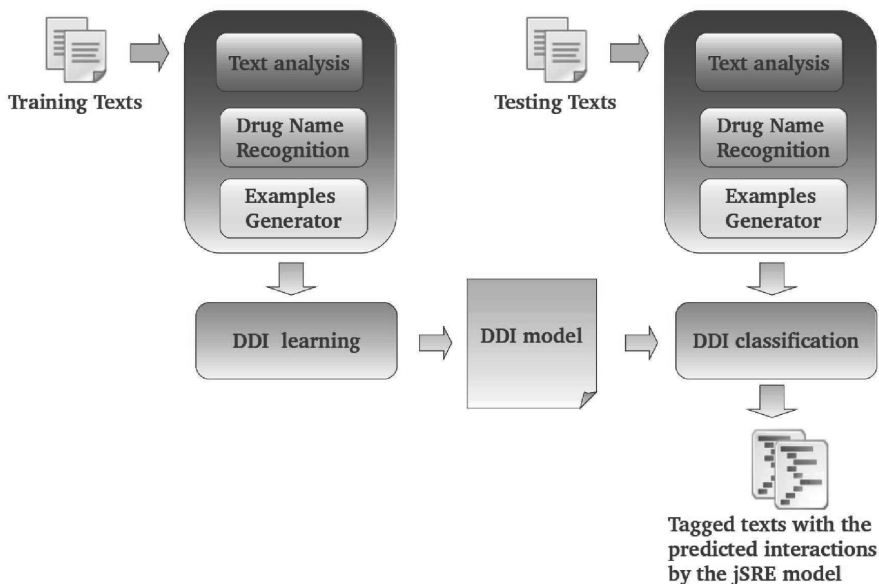 Training Texts
Text analysis
Drug Name
Recognition
Examples
Generator
DDI learning
DDI model
Testing Texts
Text analysis
Drug Name
Recognition
Examples
Generator
DDI classification
Tagged texts with the
predicted interactions
by the jSRE model